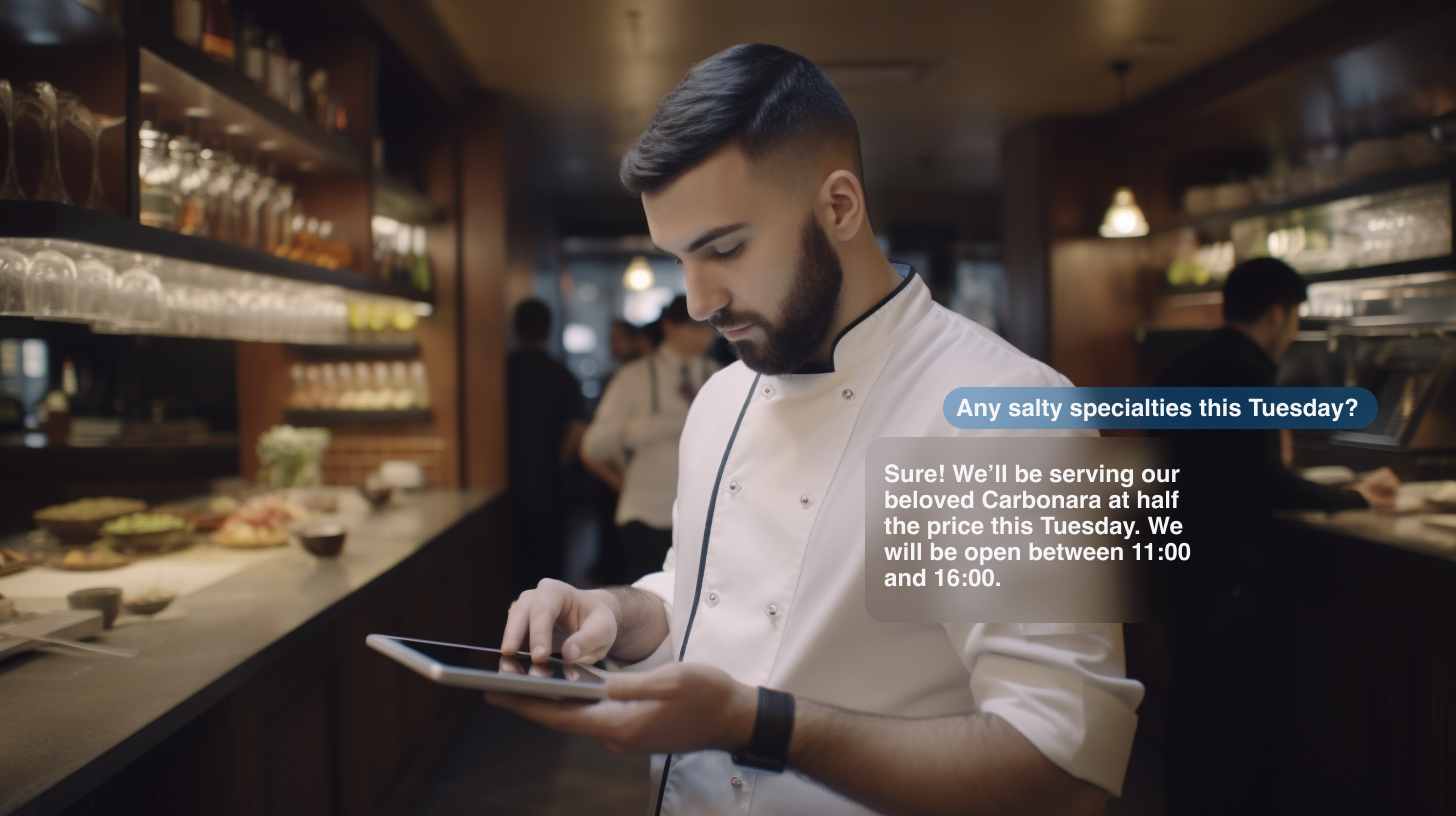 Any salty specialties this Tuesday?
Sure! We’ll be serving our
beloved Carbonara at half
the price this Tuesday. We
will be open between 11:00
and 16:00.